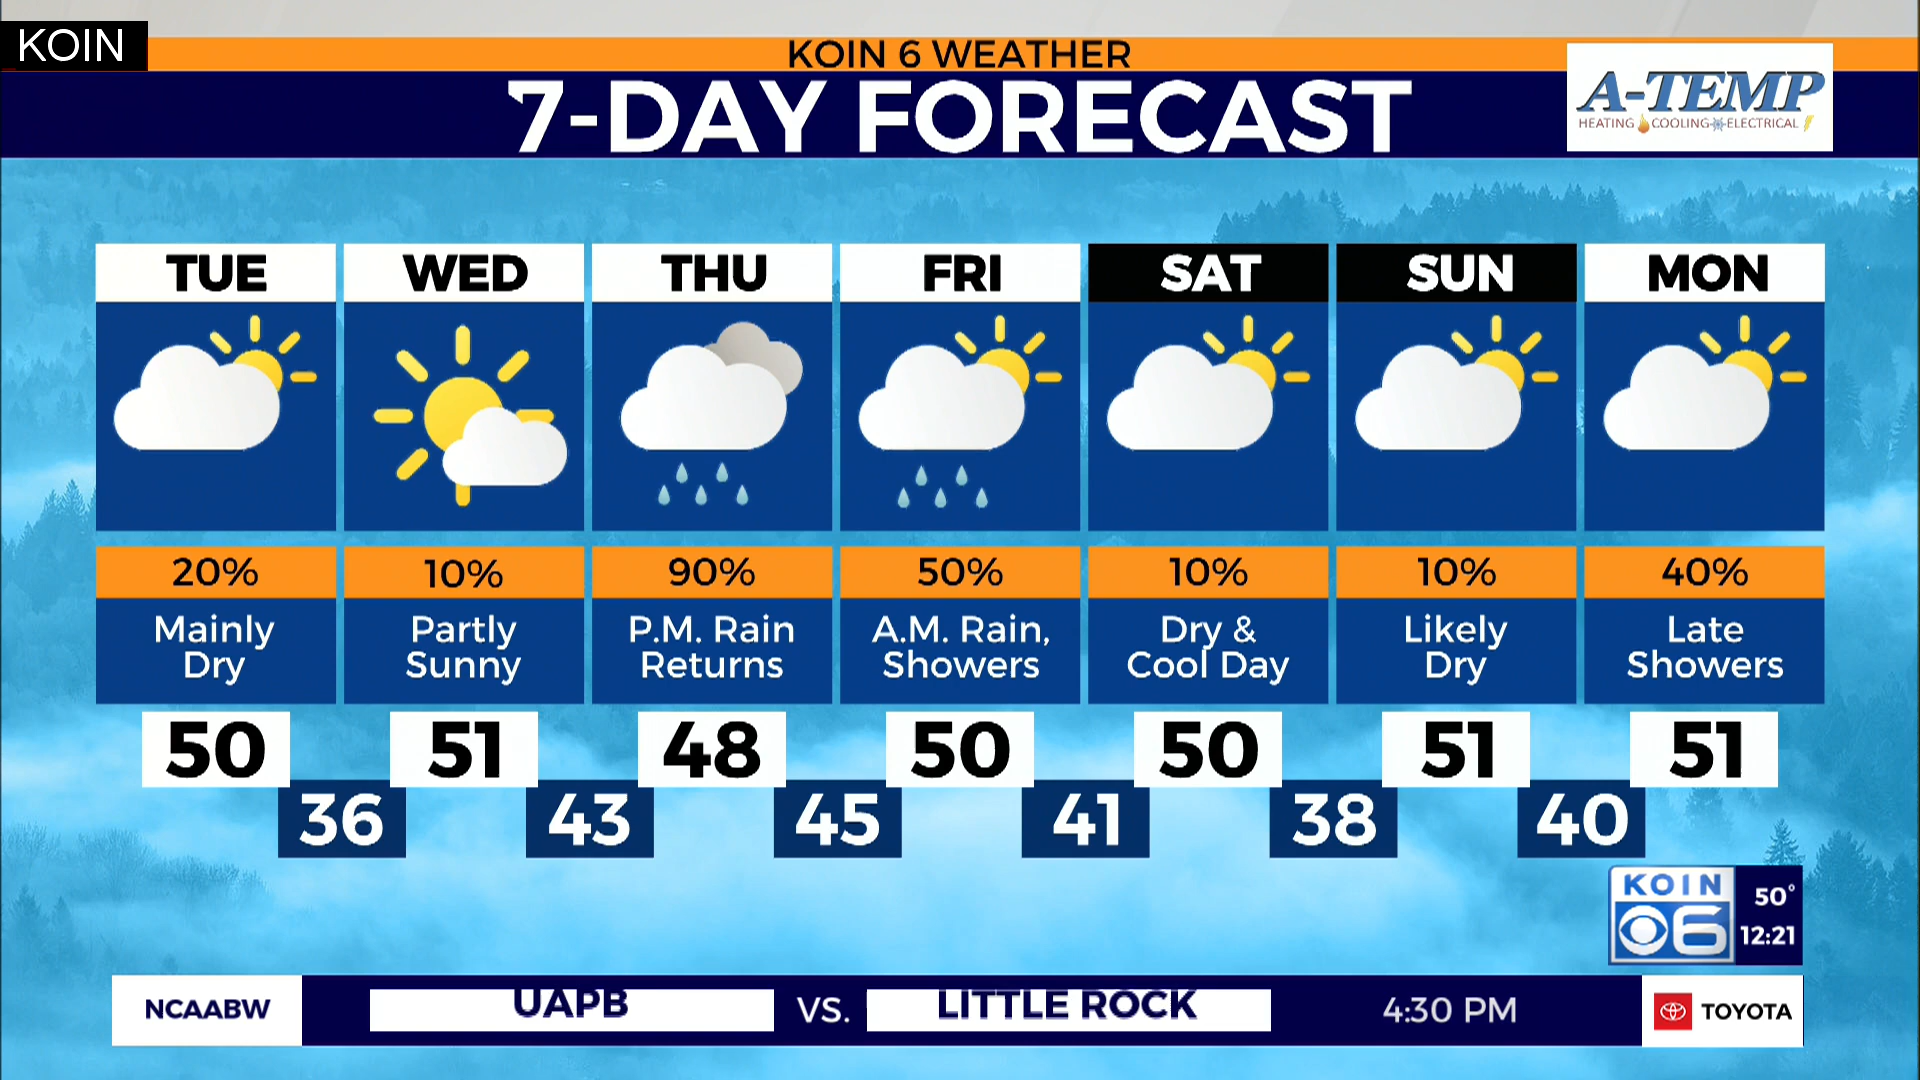 KOIN
KOIN 6 WEATHER
7-DAY FORECAST
A-TEMP
HEATING COOLING ELECTRICAL
TUE WED THU FRI SAT SUN MON
20% 10% 90% 50% 10% 10% 40%
Mainly Partly P.M. Rain A.M. Rain, Dry & Likely Late
Dry Sunny Returns Showers Cool Day Dry Showers
50 51 48 50 50 51 51
36 43 45 41 38 40
KOIN
6
50°
12:21
NCAABW UAPB VS. LITTLE ROCK 4:30 PM TOYOTA